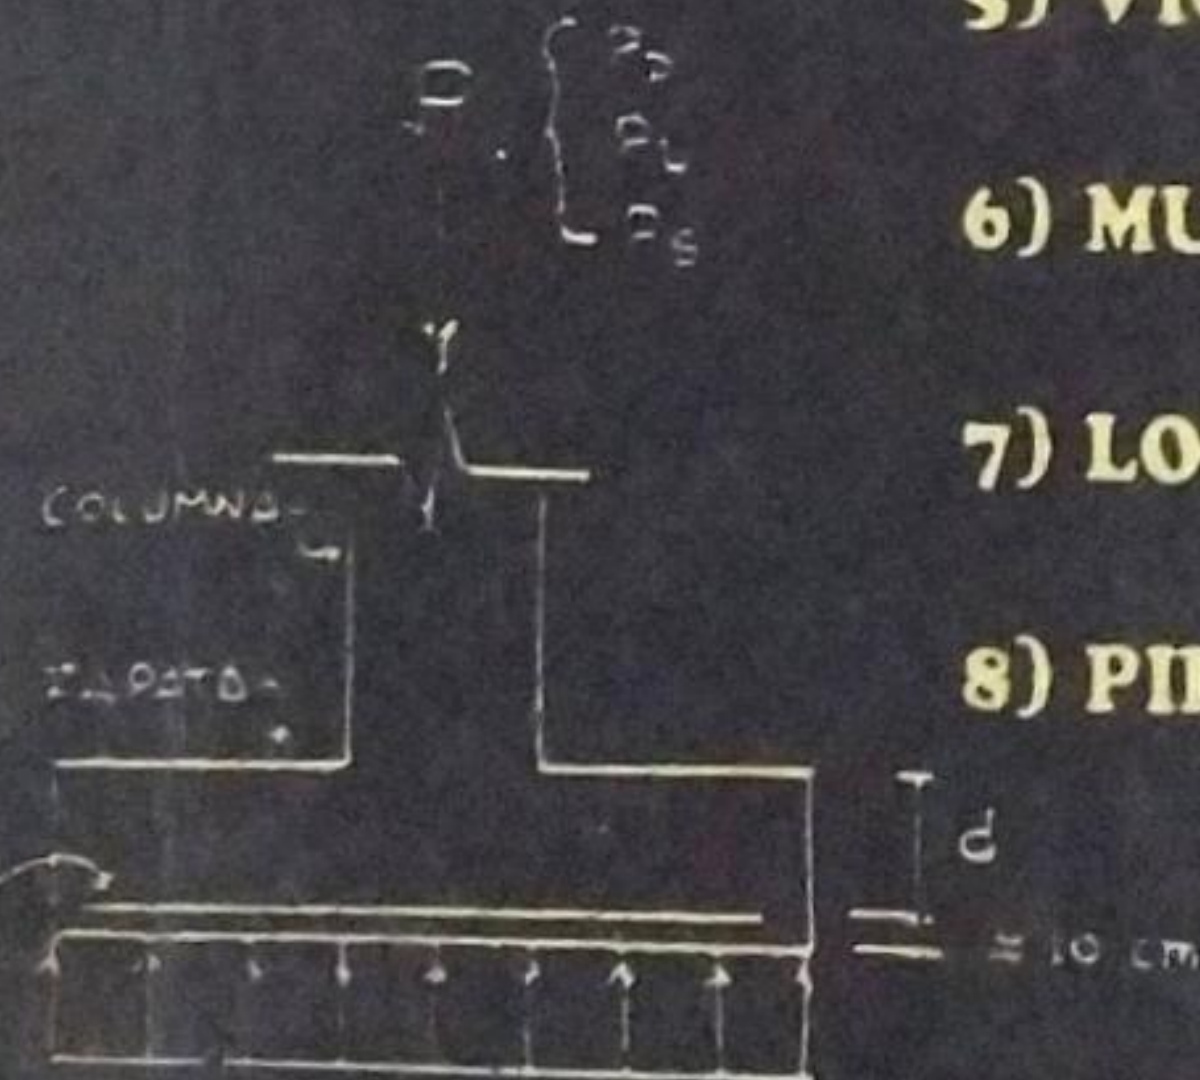 P
P D
P L
P S
6) MU
7) LO
COLUMNA
ZAPATA
8) PI
d
≈ 10 cm